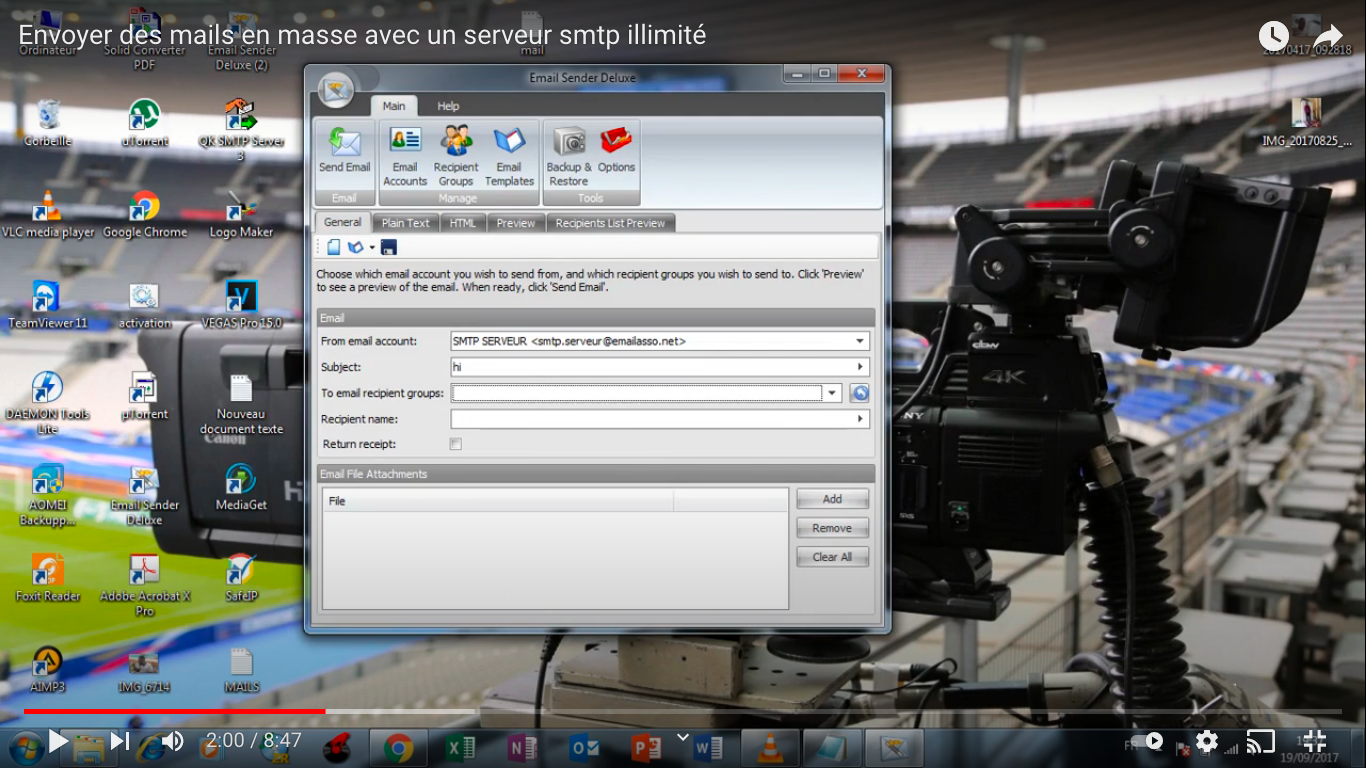 Envoyer des mails en masse avec un serveur smtp illimité
Ordinateur
Solid Converter PDF
Email Sender Deluxe (2)
mail
20170417_092818
Corbeille
uTorrent
QK SMTP Server 3
IMG_20170825_...
VLC media player
Google Chrome
Logo Maker
TeamViewer 11
activation
VEGAS Pro 15.0
DAEMON Tools Lite
µTorrent
Nouveau document texte
AOMEI Backupp...
Email Sender Deluxe
MediaGet
Foxit Reader
Adobe Acrobat X Pro
SafeIP
AIMP3
IMG_6714
MAILS
Canon
Email Sender Deluxe
Main
Help
Send Email
Email Accounts
Recipient Groups
Email Templates
Backup & Restore
Options
Email
Manage
Tools
General
Plain Text
HTML
Preview
Recipients List Preview
Choose which email account you wish to send from, and which recipient groups you wish to send to. Click 'Preview'
to see a preview of the email. When ready, click 'Send Email'.
Email
From email account:
SMTP SERVEUR <smtp.serveur@emailasso.net>
Subject:
hi
To email recipient groups:
Recipient name:
Return receipt:
Email File Attachments
File
Add
Remove
Clear All
4K
2:00 / 8:47
FR
19/09/2017